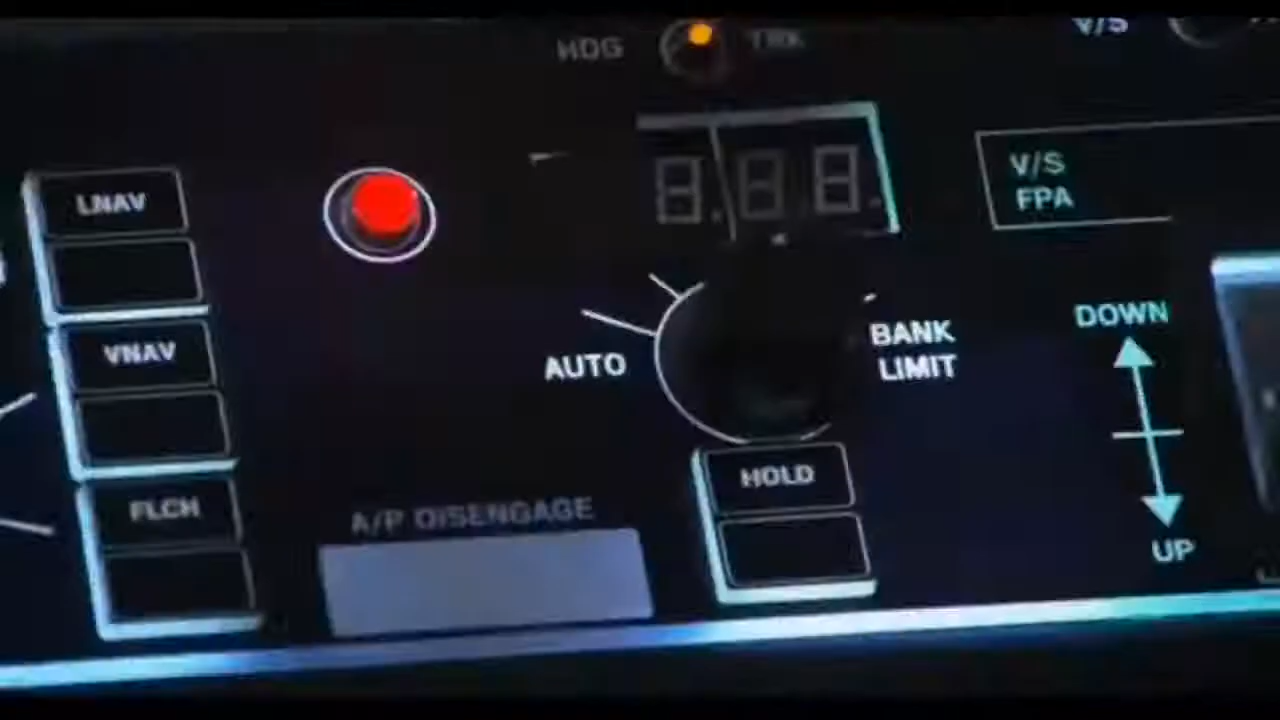 HDG
TRK
V/S
LNAV
V/S
FPA
VNAV
AUTO
BANK
LIMIT
DOWN
FLCH
HOLD
A/P DISENGAGE
UP